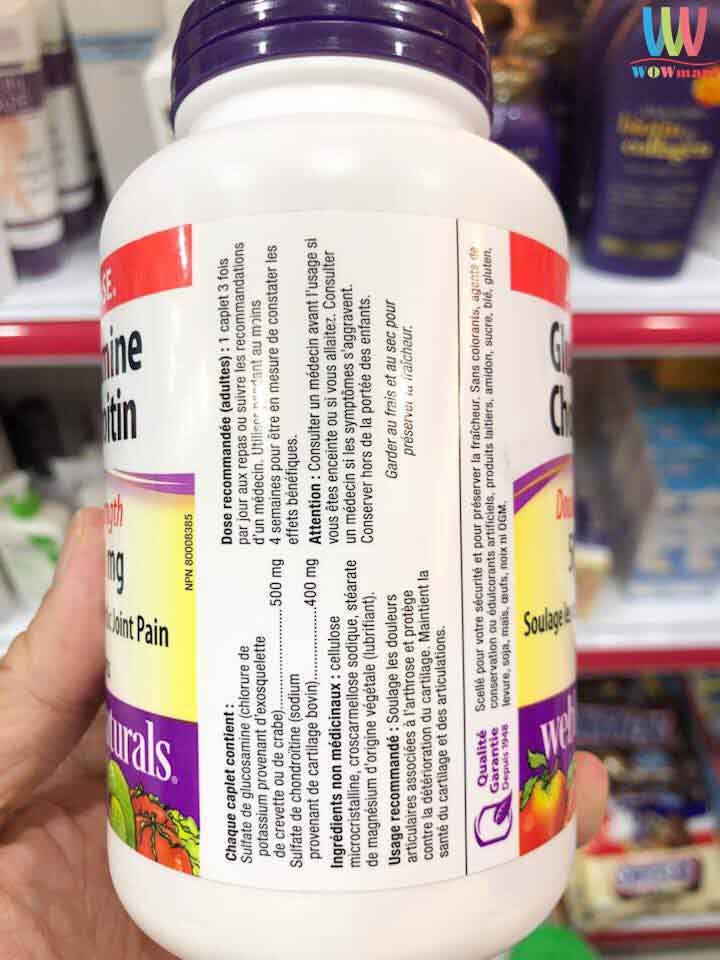 WOWmart
SE.
mine
itin
ngth
mg
Joint Pain
urals®
NPN 80008385
Chaque caplet contient :
Sulfate de glucosamine (chlorure de
potassium provenant d'exosquelette
de crevette ou de crabe)..................500 mg
Sulfate de chondroïtine (sodium
provenant de cartilage bovin)............400 mg
Ingrédients non médicinaux : cellulose
microcristalline, croscarmellose sodique, stéarate
de magnésium d'origine végétale (lubrifiant).
Usage recommandé : Soulage les douleurs
articulaires associées à l'arthrose et protège
contre la détérioration du cartilage. Maintient la
santé du cartilage et des articulations.
Dose recommandée (adultes) : 1 caplet 3 fois
par jour aux repas ou suivre les recommandations
d'un médecin. Utiliser pendant au moins
4 semaines pour être en mesure de constater les
effets bénéfiques.
Attention : Consulter un médecin avant l'usage si
vous êtes enceinte ou si vous allaitez. Consulter
un médecin si les symptômes s'aggravent.
Conserver hors de la portée des enfants.
Garder au frais et au sec pour
préserver la fraîcheur.
Qualité
Garantie
Depuis 1948
Scellé pour votre sécurité et pour préserver la fraîcheur. Sans colorants, agents de
conservation ou édulcorants artificiels, produits laitiers, amidon, sucre, blé, gluten,
levure, soja, maïs, œufs, noix ni OGM.
Gl
Ch
Dou
5
Soulage les
web
biotin
collagen